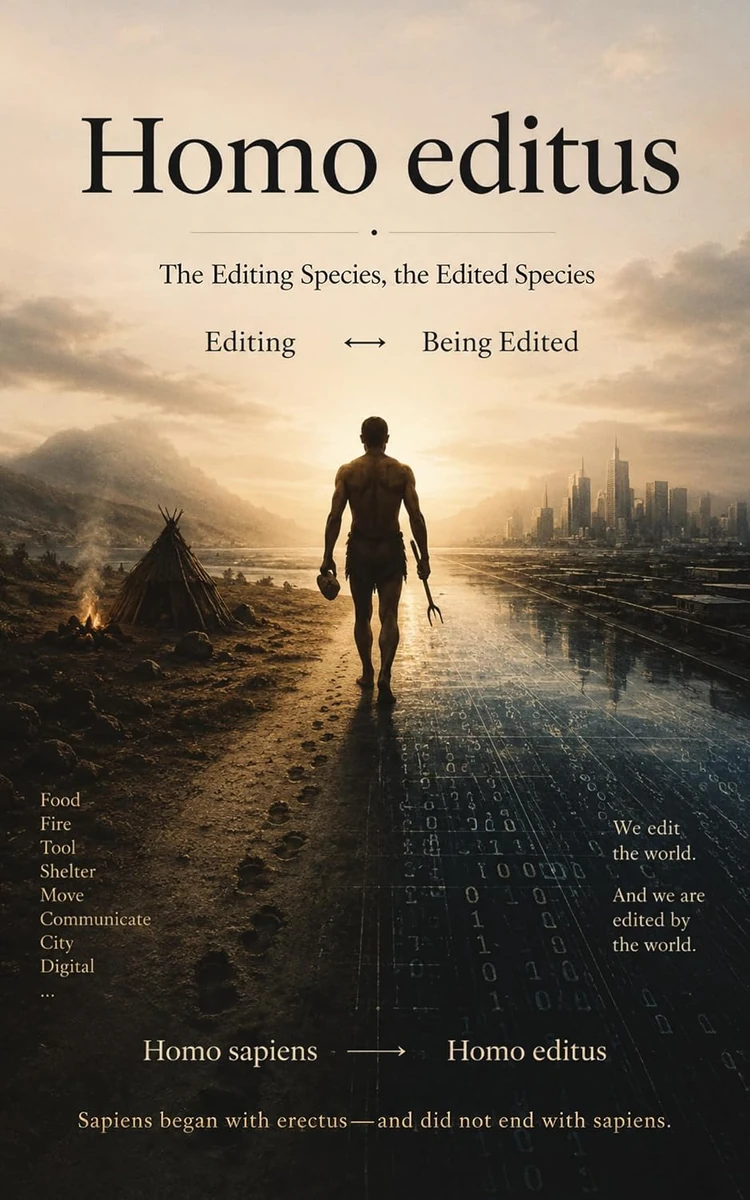 Homo editus
The Editing Species, the Edited Species
Editing ⟷ Being Edited
Food
Fire
Tool
Shelter
Move
Communicate
City
Digital
...
We edit
the world.
And we are
edited by
the world.
Homo sapiens ⟶ Homo editus
Sapiens began with erectus—and did not end with sapiens.